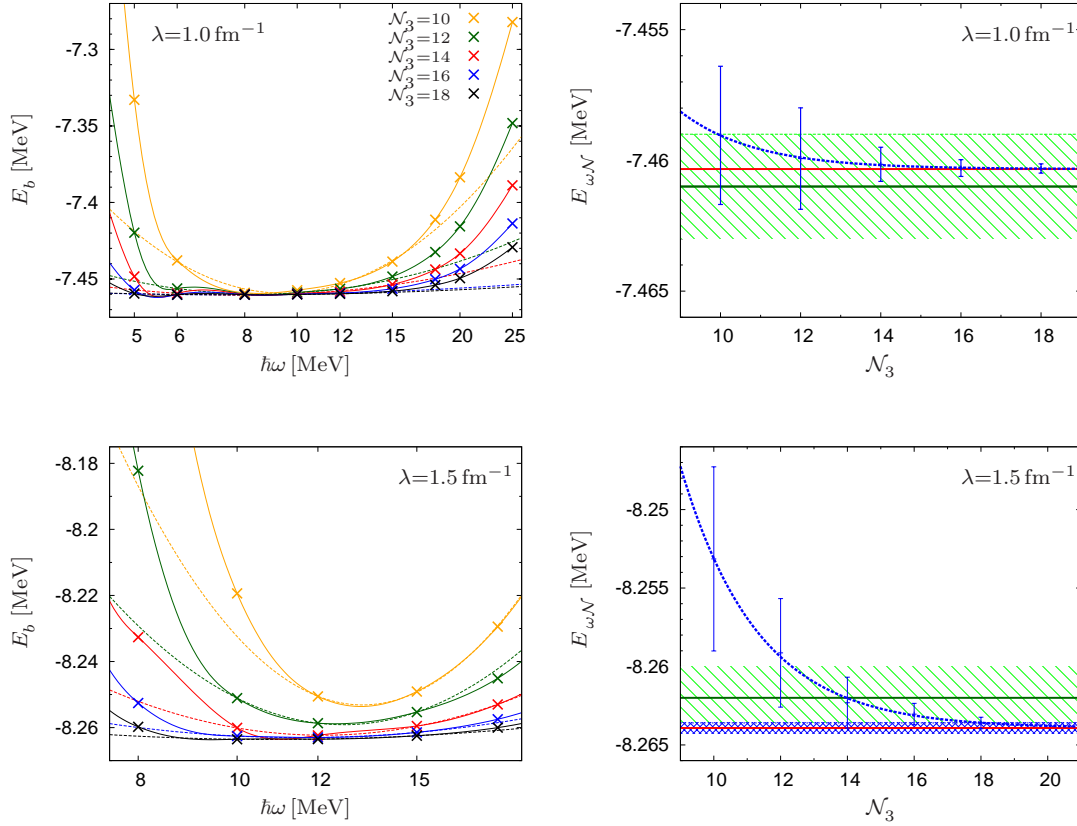 λ=1.0 fm⁻¹
𝒩₃=10
𝒩₃=12
𝒩₃=14
𝒩₃=16
𝒩₃=18
-7.3
-7.35
-7.4
-7.45
E_b [MeV]
5 6 8 10 12 15 20 25
ħω [MeV]
λ=1.0 fm⁻¹
-7.455
-7.46
-7.465
E_ω𝒩 [MeV]
10 12 14 16 18
𝒩₃
λ=1.5 fm⁻¹
-8.18
-8.2
-8.22
-8.24
-8.26
E_b [MeV]
8 10 12 15
ħω [MeV]
λ=1.5 fm⁻¹
-8.25
-8.255
-8.26
-8.265
E_ω𝒩 [MeV]
10 12 14 16 18 20
𝒩₃